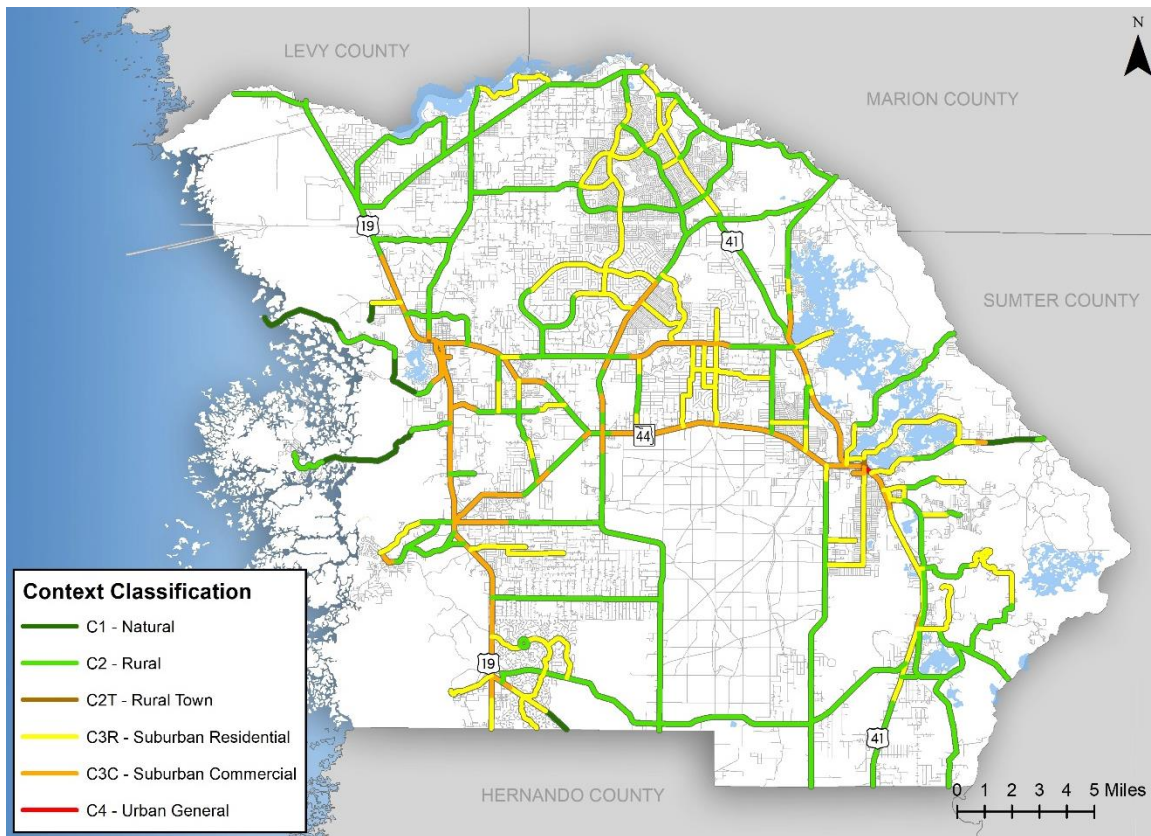 N
LEVY COUNTY
MARION COUNTY
19
41
SUMTER COUNTY
44
19
41
HERNANDO COUNTY
Context Classification
C1 - Natural
C2 - Rural
C2T - Rural Town
C3R - Suburban Residential
C3C - Suburban Commercial
C4 - Urban General
0 1 2 3 4 5 Miles